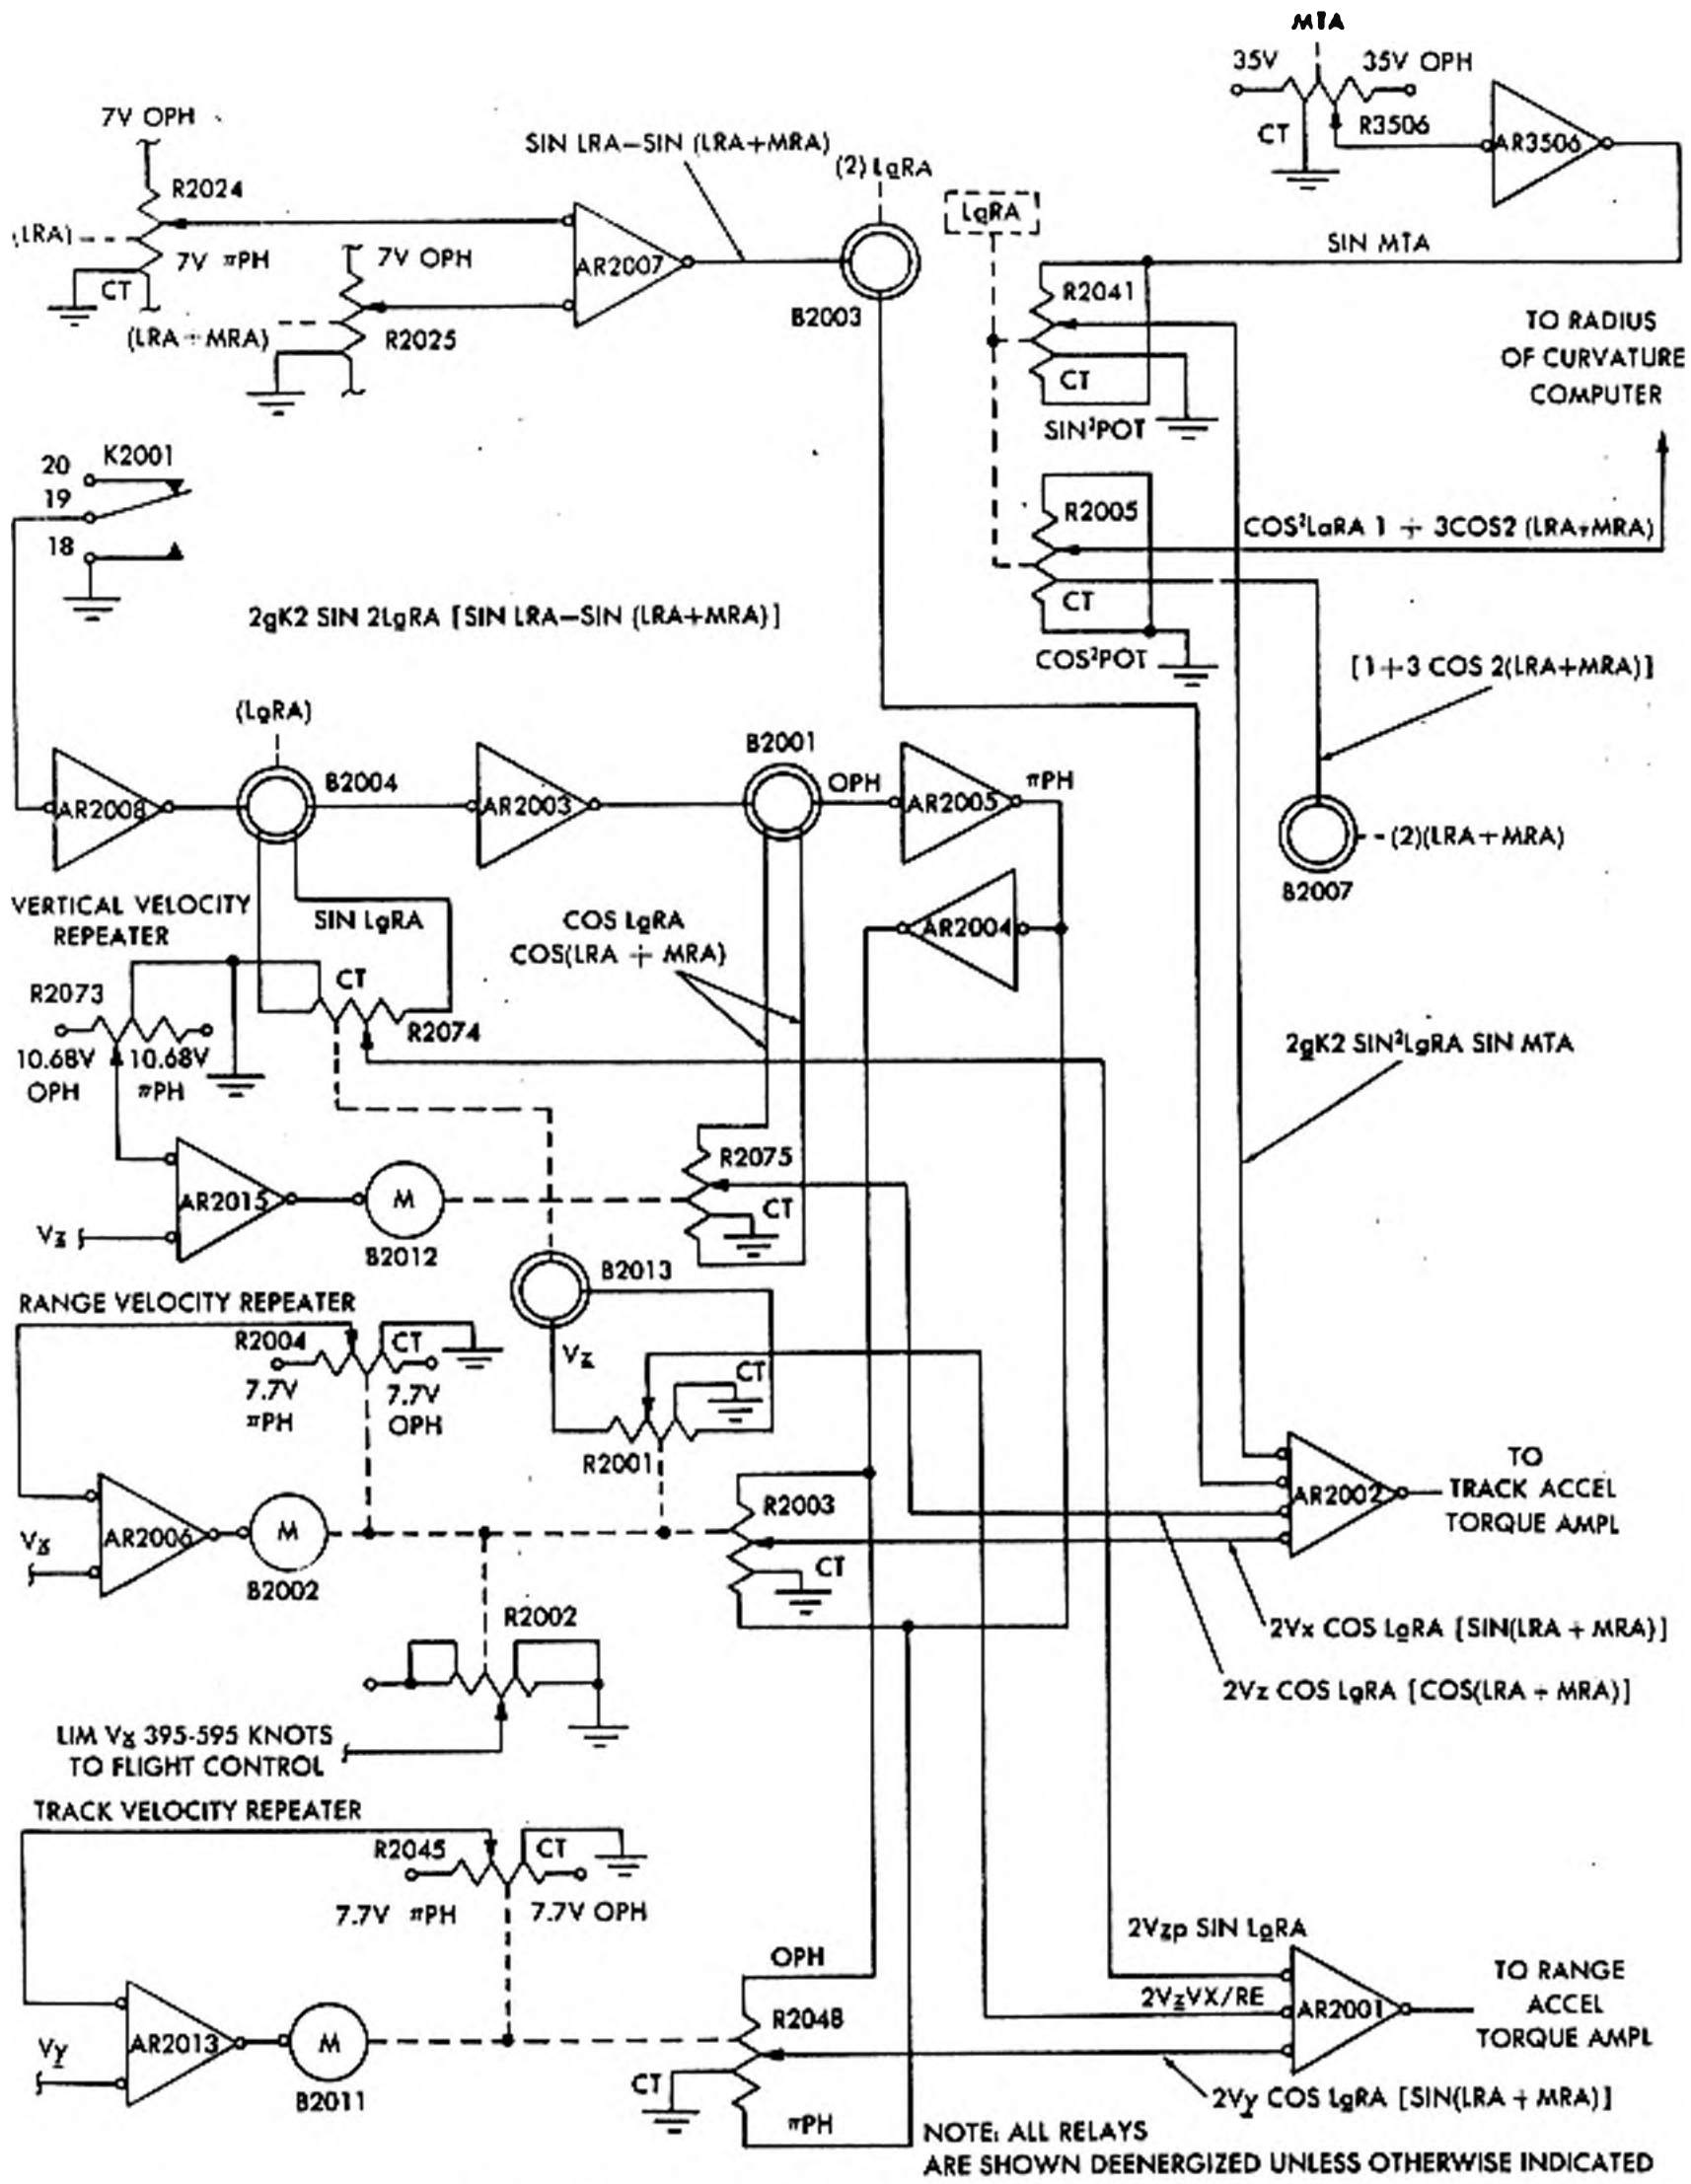 MTA
35V 35V OPH
CT R3506 AR3506
7V OPH
SIN LRA−SIN (LRA+MRA)
(2) LgRA
R2024
LgRA
(LRA)
7V πPH
7V OPH
AR2007
SIN MTA
CT
R2041
B2003
(LRA+MRA) R2025
TO RADIUS
OF CURVATURE
COMPUTER
CT
SIN²POT
K2001
20
19
18
R2005
COS²LgRA 1 + 3COS2 (LRA+MRA)
CT
2gK2 SIN 2LgRA [SIN LRA−SIN (LRA+MRA)]
COS²POT
[1+3 COS 2(LRA+MRA)]
(LgRA)
B2001
B2004
OPH πPH
AR2008 AR2003 AR2005
(2)(LRA+MRA)
B2007
VERTICAL VELOCITY
REPEATER
SIN LgRA
COS LgRA
COS(LRA + MRA)
AR2004
CT
R2073
R2074
10.68V 10.68V
OPH πPH
2gK2 SIN²LgRA SIN MTA
R2075
AR2015 M
CT
Vz
B2012
B2013
RANGE VELOCITY REPEATER
R2004 CT
Vz
7.7V 7.7V
πPH OPH
CT
R2001
R2003
AR2002
TO
TRACK ACCEL
TORQUE AMPL
Vx
AR2006 M
CT
B2002
R2002
2Vx COS LgRA [SIN(LRA + MRA)]
2Vz COS LgRA [COS(LRA + MRA)]
LIM Vx 395-595 KNOTS
TO FLIGHT CONTROL
TRACK VELOCITY REPEATER
R2045 CT
7.7V πPH 7.7V OPH
2Vzp SIN LgRA
OPH
TO RANGE
ACCEL
TORQUE AMPL
2VzVX/RE
AR2001
R2048
Vy
AR2013 M
CT
B2011
2Vy COS LgRA [SIN(LRA + MRA)]
πPH
NOTE: ALL RELAYS
ARE SHOWN DEENERGIZED UNLESS OTHERWISE INDICATED